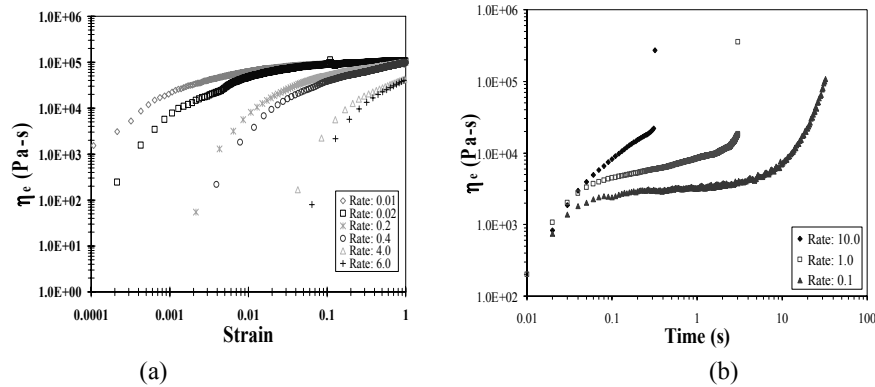 1.0E+06
1.0E+05
1.0E+04
1.0E+03
1.0E+02
1.0E+01
1.0E+00
ηe (Pa-s)
0.0001 0.001 0.01 0.1 1
Strain
Rate: 0.01
Rate: 0.02
Rate: 0.2
Rate: 0.4
Rate: 4.0
Rate: 6.0
(a)
1.0E+06
1.0E+05
1.0E+04
1.0E+03
1.0E+02
ηe (Pa-s)
0.01 0.1 1 10 100
Time (s)
Rate: 10.0
Rate: 1.0
Rate: 0.1
(b)